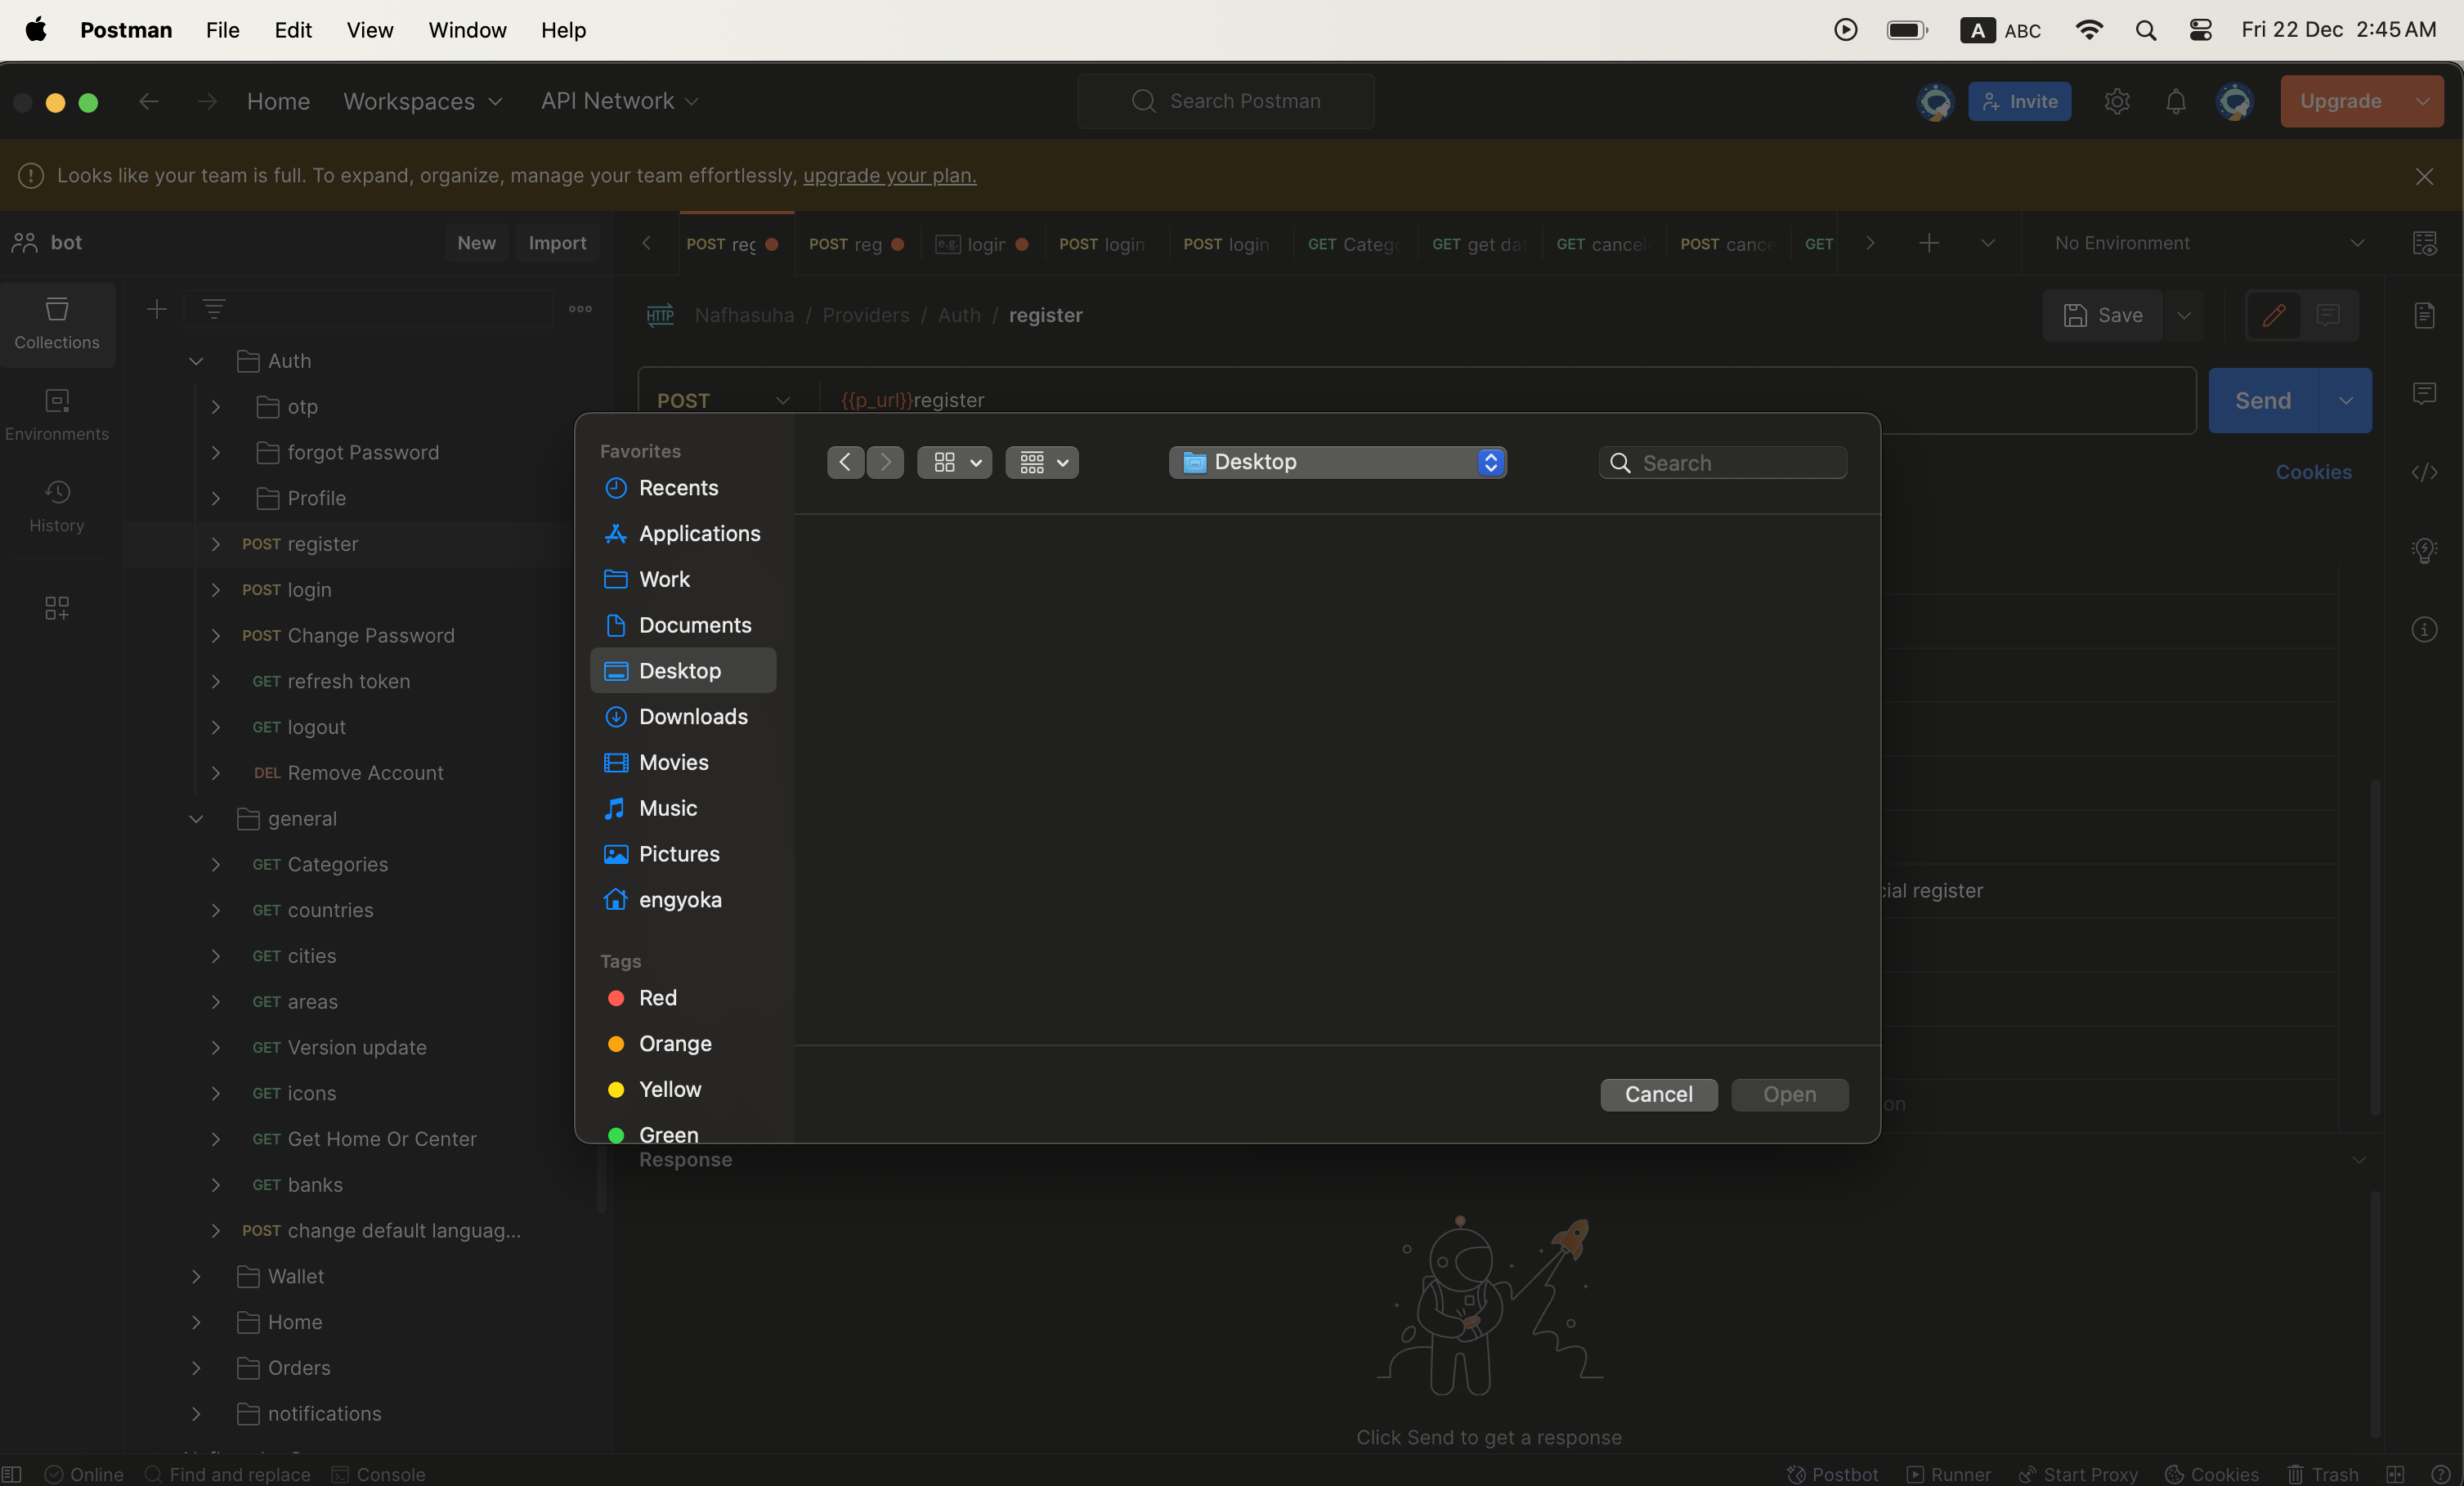 Postman File Edit View Window Help
A ABC Fri 22 Dec 2:45 AM
Home Workspaces API Network
Search Postman
Invite
Upgrade
Looks like your team is full. To expand, organize, manage your team effortlessly, upgrade your plan.
bot
New Import
POST reg POST reg e.g. login POST login POST login GET Catego GET get da GET cancel POST cance GET
No Environment
Collections
Environments
History
HTTP Nafhasuha / Providers / Auth / register
Save
POST {{p_url}}register
Send
Cookies
Auth
otp
forgot Password
Profile
POST register
POST login
POST Change Password
GET refresh token
GET logout
DEL Remove Account
general
GET Categories
GET countries
GET cities
GET areas
GET Version update
GET icons
GET Get Home Or Center
GET banks
POST change default languag...
Wallet
Home
Orders
notifications
Favorites
Recents
Applications
Work
Documents
Desktop
Downloads
Movies
Music
Pictures
engyoka
Tags
Red
Orange
Yellow
Green
Desktop
Search
Cancel Open
cial register
on
Response
Click Send to get a response
Online Find and replace Console
Postbot Runner Start Proxy Cookies Trash